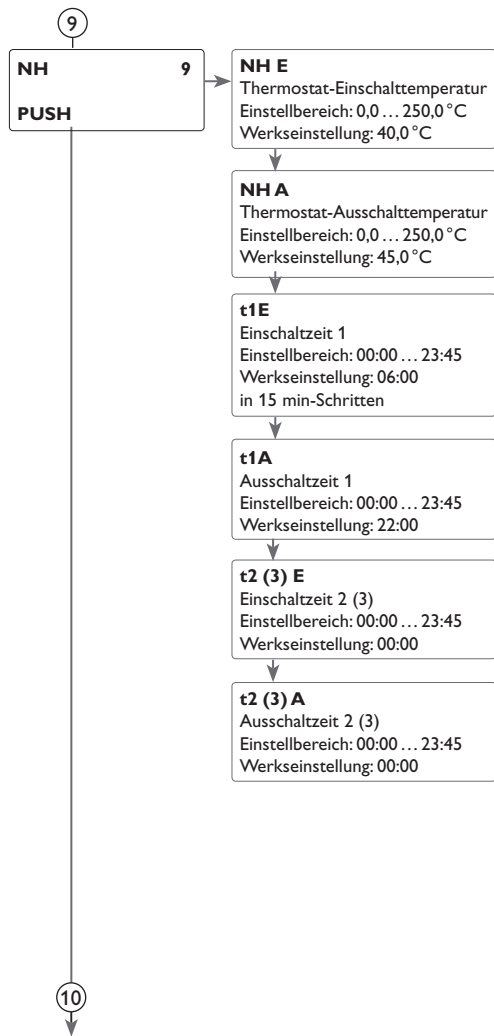 9
NH 9
PUSH
NH E
Thermostat-Einschalttemperatur
Einstellbereich: 0,0 … 250,0 °C
Werkseinstellung: 40,0 °C
NH A
Thermostat-Ausschalttemperatur
Einstellbereich: 0,0 … 250,0 °C
Werkseinstellung: 45,0 °C
t1E
Einschaltzeit 1
Einstellbereich: 00:00 … 23:45
Werkseinstellung: 06:00
in 15 min-Schritten
t1A
Ausschaltzeit 1
Einstellbereich: 00:00 … 23:45
Werkseinstellung: 22:00
t2 (3) E
Einschaltzeit 2 (3)
Einstellbereich: 00:00 … 23:45
Werkseinstellung: 00:00
t2 (3) A
Ausschaltzeit 2 (3)
Einstellbereich: 00:00 … 23:45
Werkseinstellung: 00:00
10